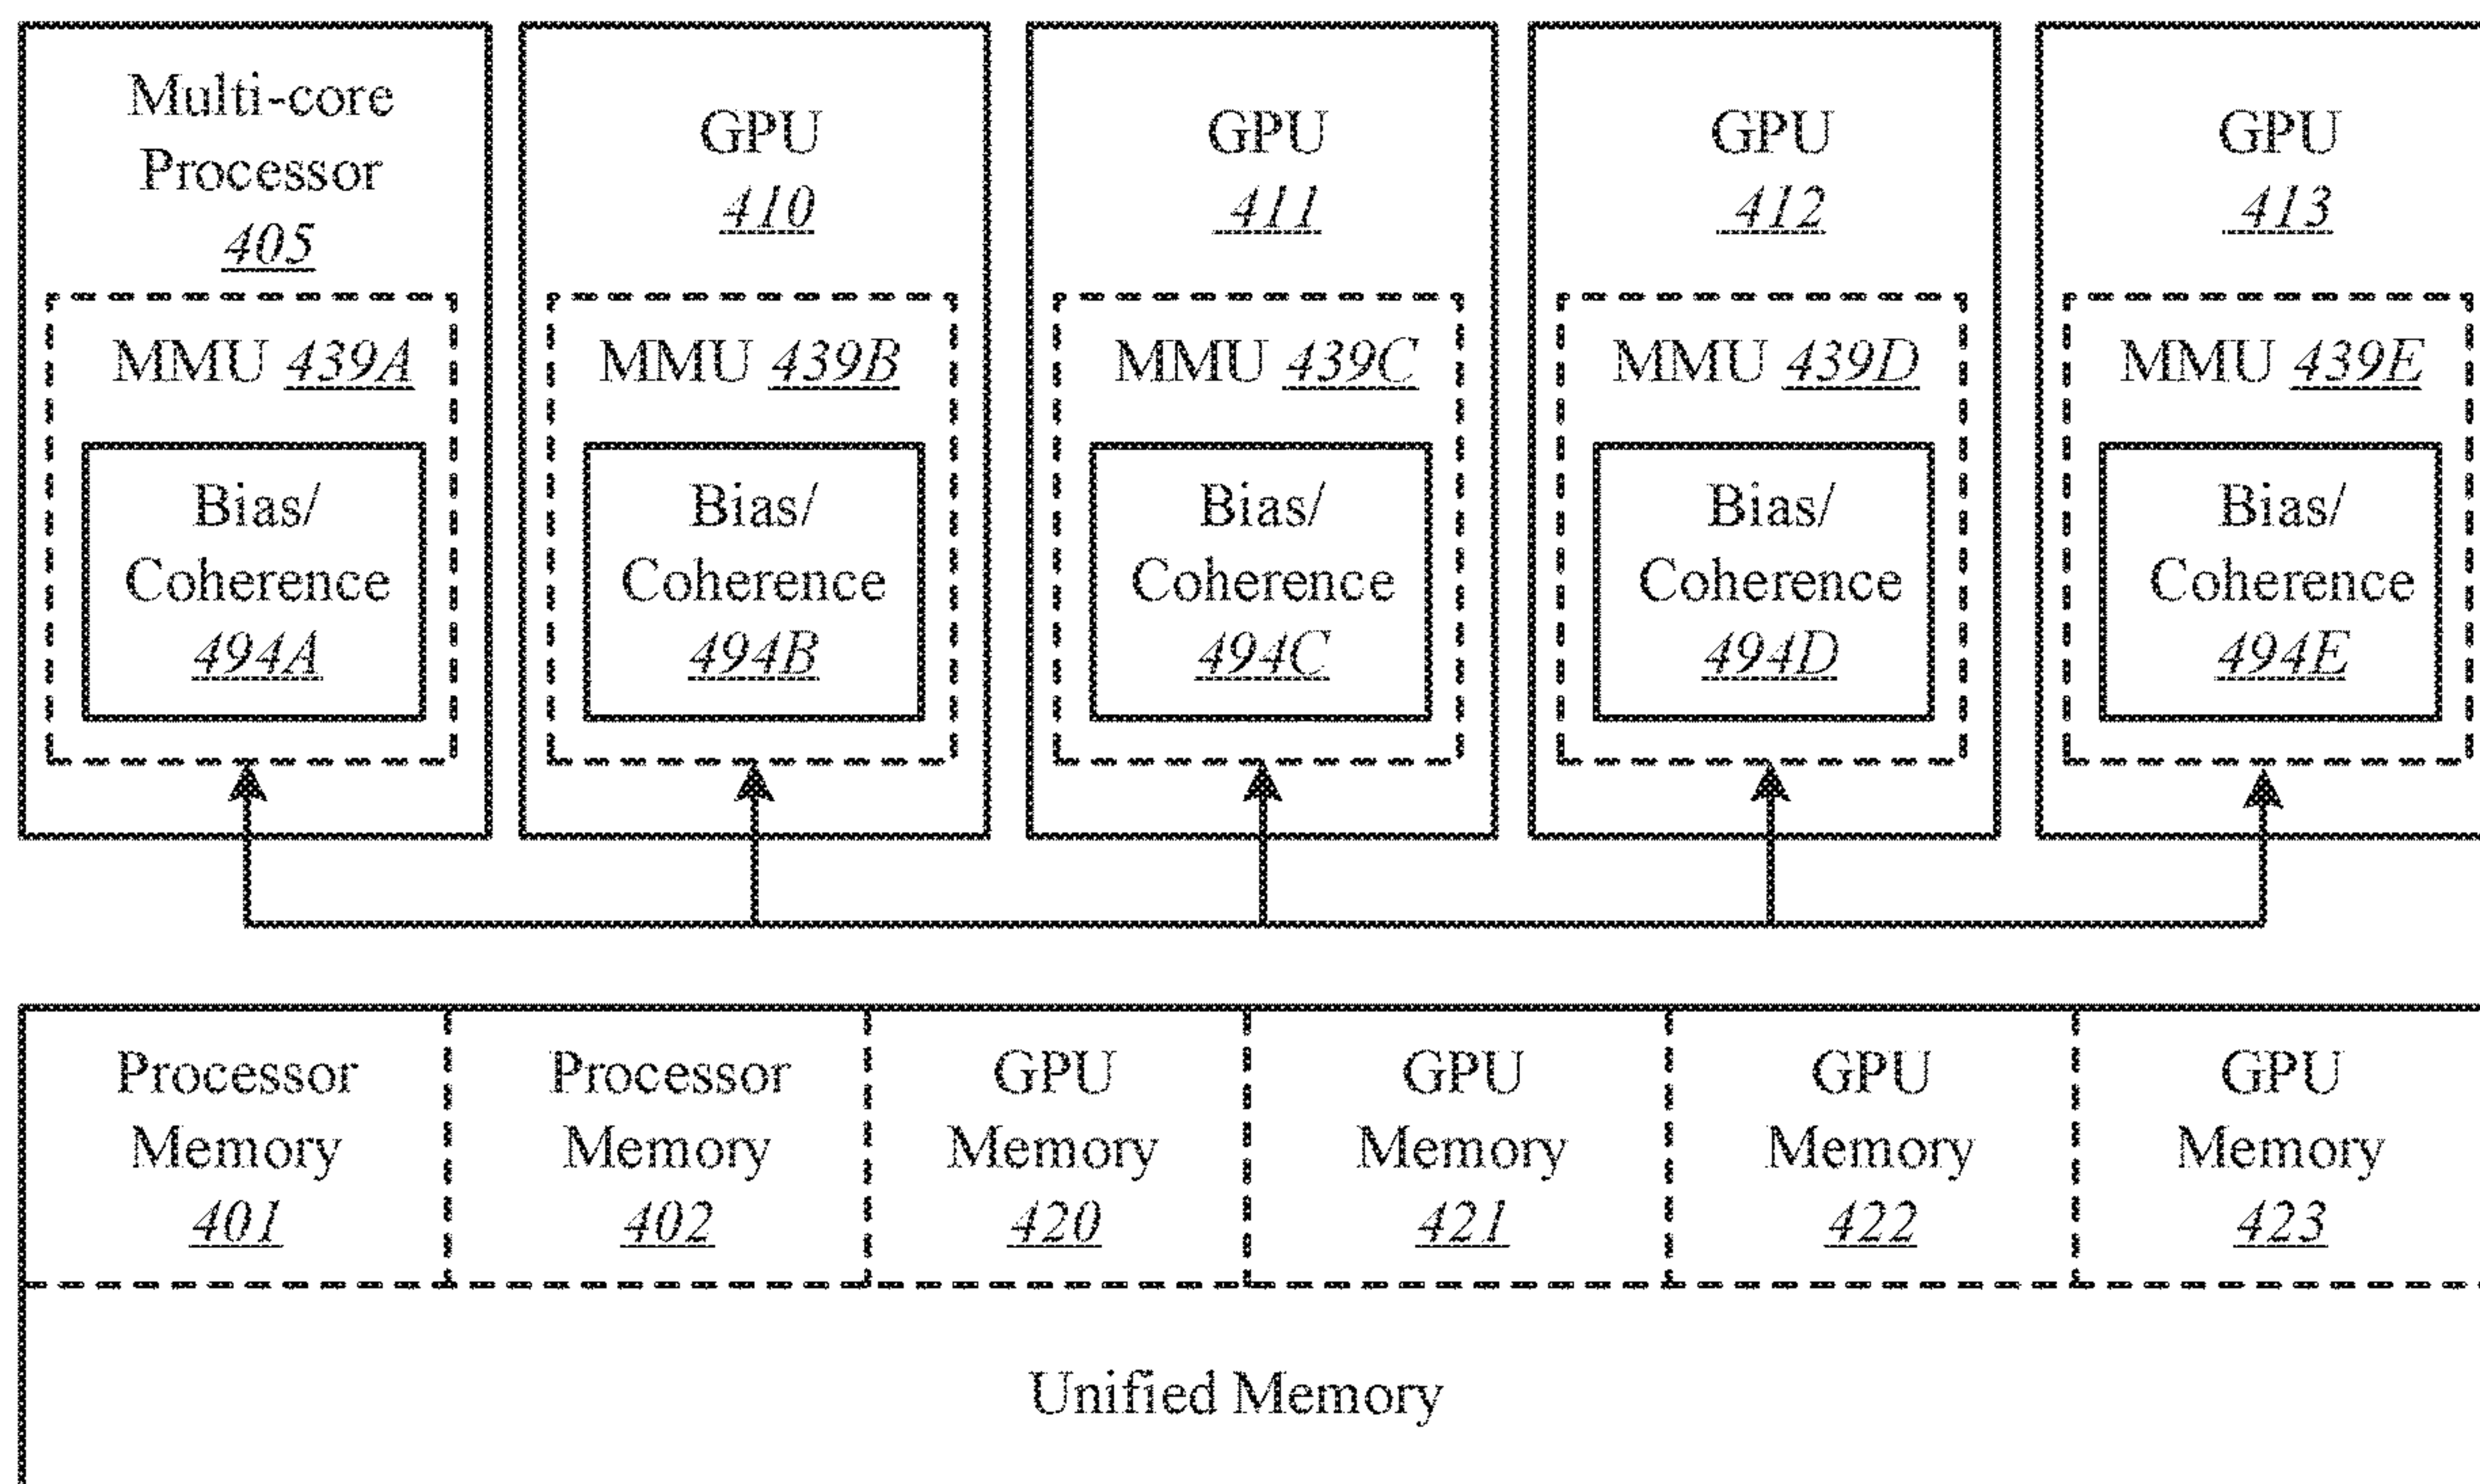 Multi-core
Processor
405
MMU 439A
Bias/
Coherence
494A
GPU
410
MMU 439B
Bias/
Coherence
494B
GPU
411
MMU 439C
Bias/
Coherence
494C
GPU
412
MMU 439D
Bias/
Coherence
494D
GPU
413
MMU 439E
Bias/
Coherence
494E
Processor
Memory
401
Processor
Memory
402
GPU
Memory
420
GPU
Memory
421
GPU
Memory
422
GPU
Memory
423
Unified Memory